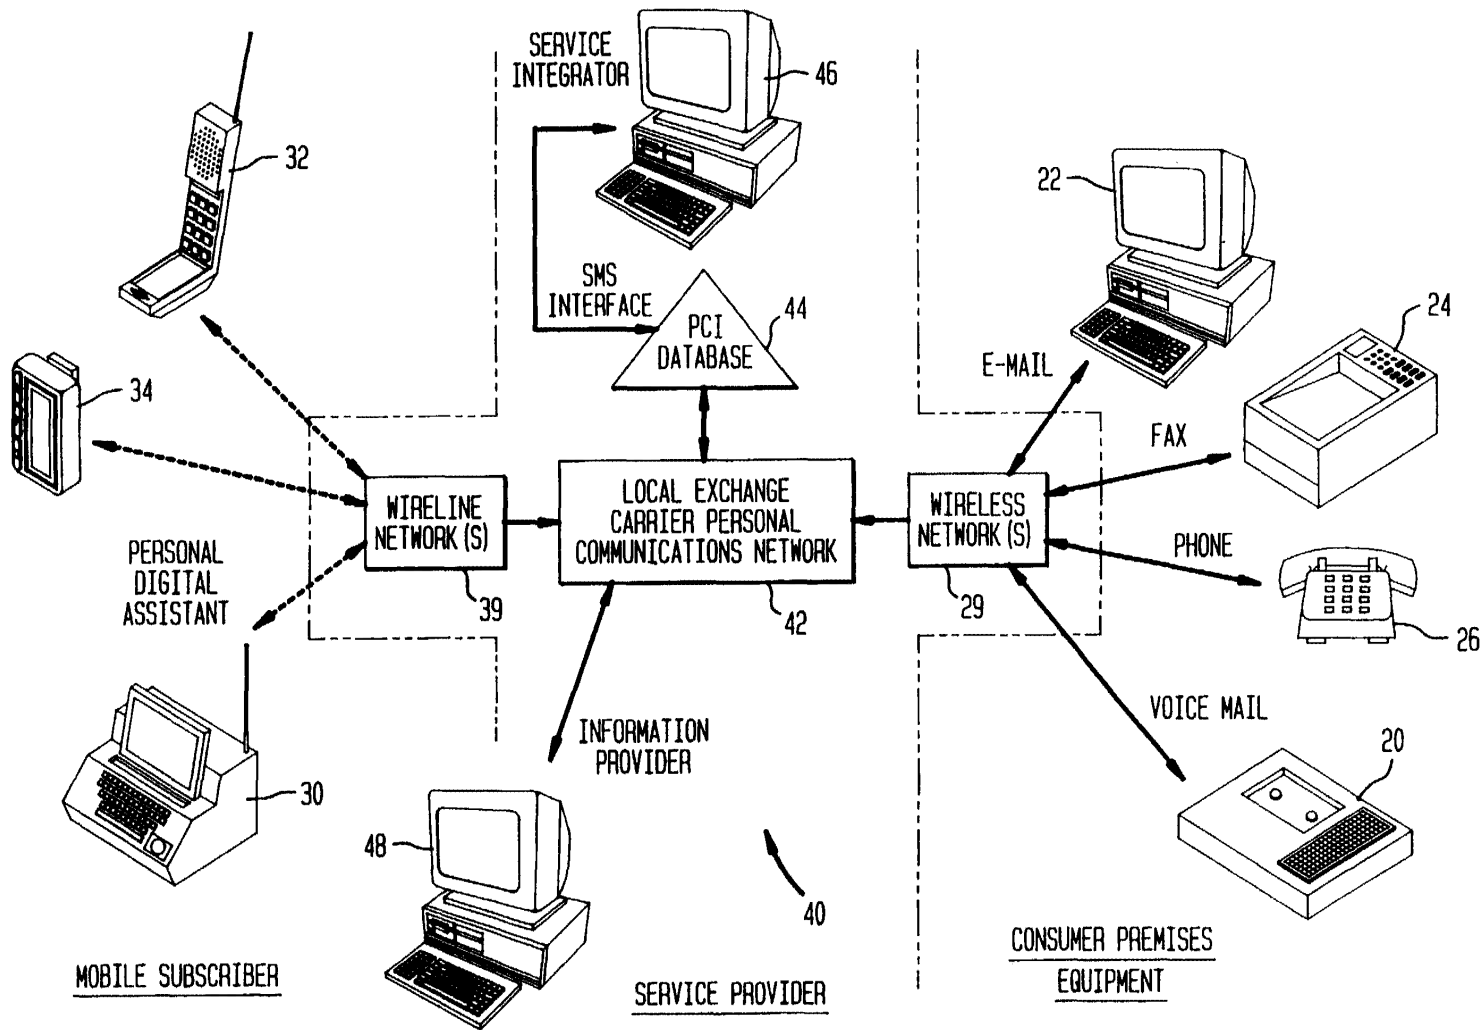 SERVICE
INTEGRATOR
46
32
22
SMS
INTERFACE
44
24
PCI
DATABASE
34
E-MAIL
FAX
WIRELINE
NETWORK(S)
39
LOCAL EXCHANGE
CARRIER PERSONAL
COMMUNICATIONS NETWORK
42
WIRELESS
NETWORK(S)
29
PHONE
26
PERSONAL
DIGITAL
ASSISTANT
30
VOICE MAIL
20
INFORMATION
PROVIDER
48
40
MOBILE SUBSCRIBER
SERVICE PROVIDER
CONSUMER PREMISES
EQUIPMENT